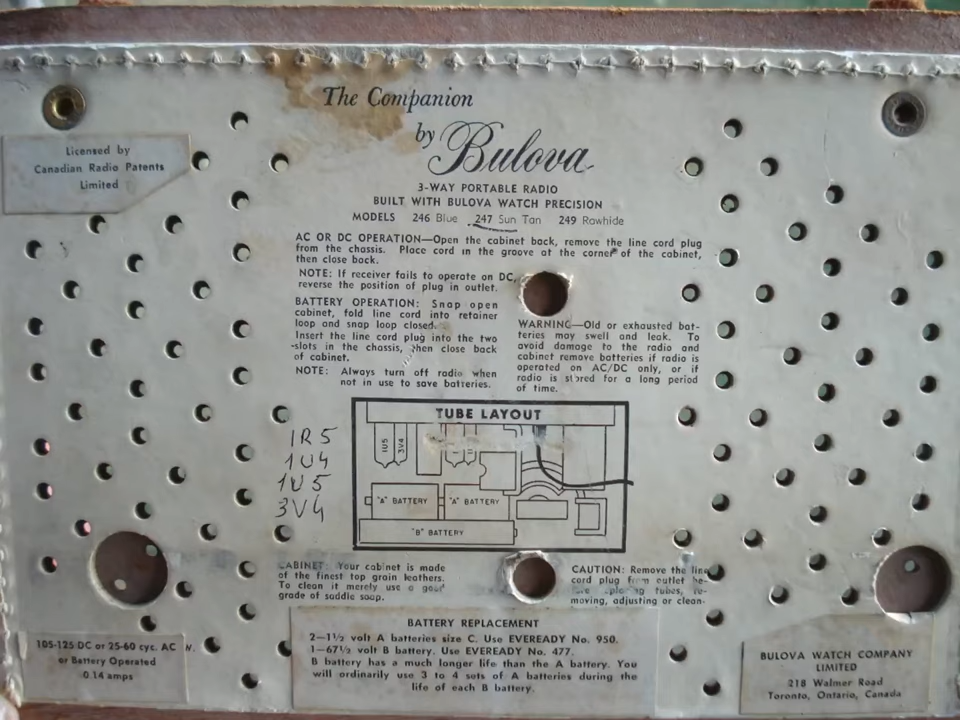 The Companion
by Bulova
Licensed by
Canadian Radio Patents
Limited
3-WAY PORTABLE RADIO
BUILT WITH BULOVA WATCH PRECISION
MODELS 246 Blue 247 Sun Tan 249 Rawhide
AC OR DC OPERATION—Open the cabinet back, remove the line cord plug
from the chassis. Place cord in the groove at the corner of the cabinet,
then close back.
NOTE: If receiver fails to operate on DC,
reverse the position of plug in outlet.
BATTERY OPERATION: Snap open
cabinet, fold line cord into retainer
loop and snap loop closed.
Insert the line cord plug into the two
slots in the chassis, then close back
of cabinet.
NOTE: Always turn off radio when
not in use to save batteries.
WARNING—Old or exhausted bat-
teries may swell and leak. To
avoid damage to the radio and
cabinet remove batteries if radio is
operated on AC/DC only, or if
radio is stored for a long period
of time.
TUBE LAYOUT
1U5
3V4
"A" BATTERY
"A" BATTERY
"B" BATTERY
1R5
1U4
1U5
3V4
CABINET: Your cabinet is made
of the finest top grain leathers.
To clean it merely use a good
grade of saddle soap.
CAUTION: Remove the line
cord plug from outlet be-
fore replacing tubes, re-
moving, adjusting or clean-
BATTERY REPLACEMENT
2—1½ volt A batteries size C. Use EVEREADY No. 950.
1—67½ volt B battery. Use EVEREADY No. 477.
B battery has a much longer life than the A battery. You
will ordinarily use 3 to 4 sets of A batteries during the
life of each B battery.
105-125 DC or 25-60 cyc. AC
or Battery Operated
0.14 amps
BULOVA WATCH COMPANY
LIMITED
218 Walmer Road
Toronto, Ontario, Canada